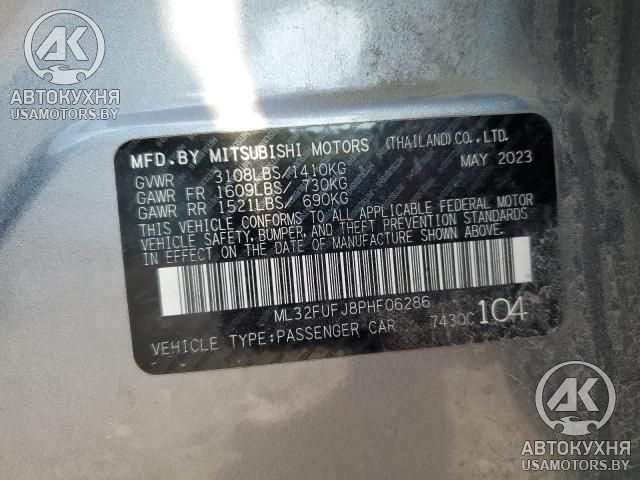 АК
АВТОКУХНЯ
USAMOTORS.BY
MFD.BY MITSUBISHI MOTORS (THAILAND)CO.,LTD.
GVWR 3108LBS/1410KG MAY 2023
GAWR FR 1609LBS/ 730KG
GAWR RR 1521LBS/ 690KG
THIS VEHICLE CONFORMS TO ALL APPLICABLE FEDERAL MOTOR
VEHICLE SAFETY,BUMPER,AND THEFT PREVENTION STANDARDS
IN EFFECT ON THE DATE OF MANUFACTURE SHOWN ABOVE.
ML32FUFJ8PHF06286
VEHICLE TYPE:PASSENGER CAR 7430C 104
АК
АВТОКУХНЯ
USAMOTORS.BY